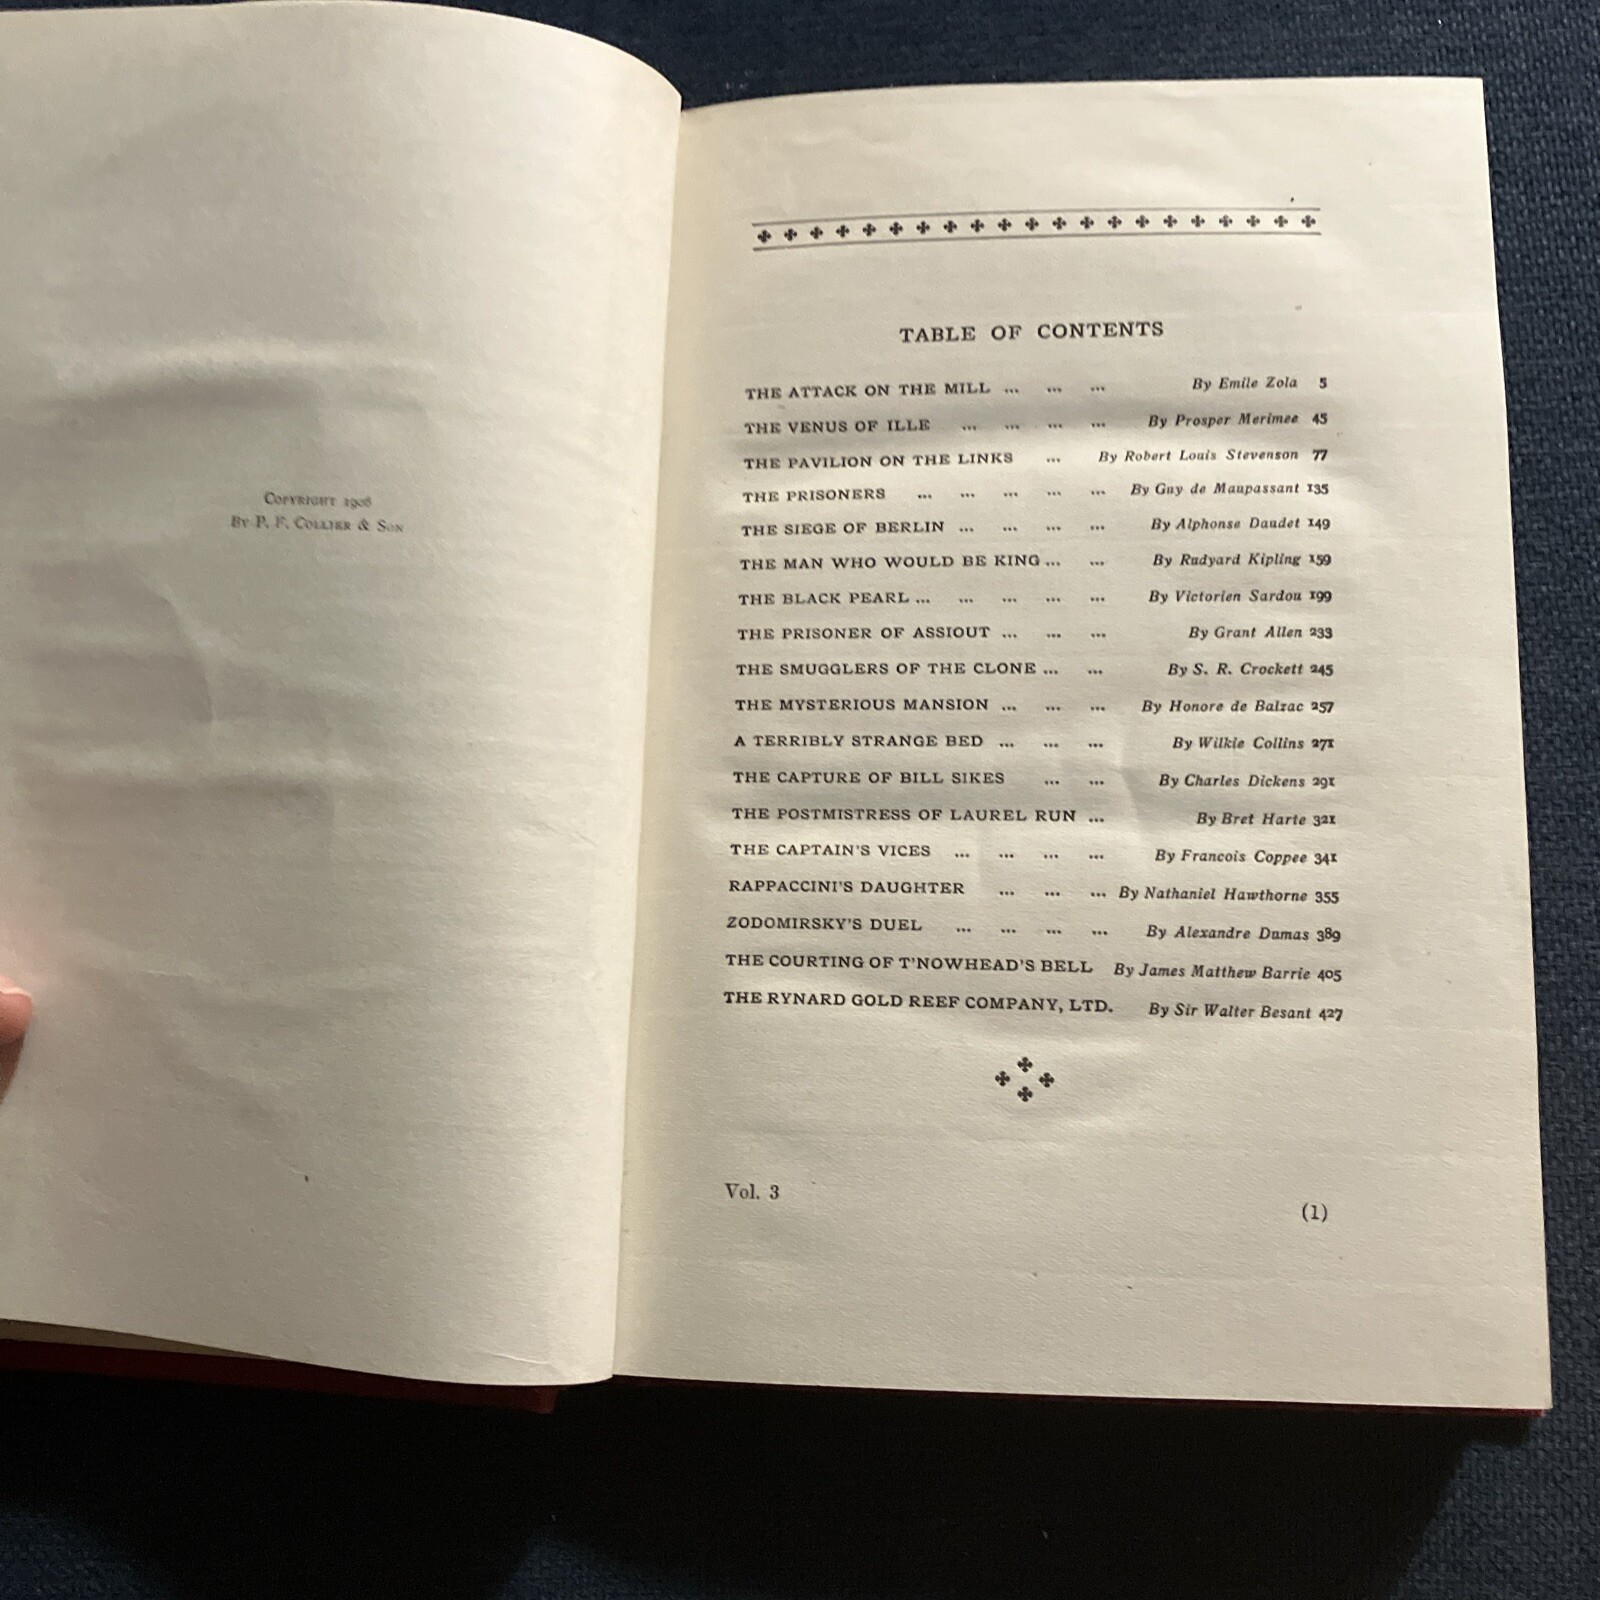 COPYRIGHT 1906
BY P. F. COLLIER & SON
TABLE OF CONTENTS
THE ATTACK ON THE MILL ... ... ... By Emile Zola 5
THE VENUS OF ILLE ... ... ... ... By Prosper Merimee 45
THE PAVILION ON THE LINKS ... By Robert Louis Stevenson 77
THE PRISONERS ... ... ... ... ... By Guy de Maupassant 135
THE SIEGE OF BERLIN ... ... ... ... By Alphonse Daudet 149
THE MAN WHO WOULD BE KING ... ... By Rudyard Kipling 159
THE BLACK PEARL ... ... ... ... ... By Victorien Sardou 199
THE PRISONER OF ASSIOUT ... ... ... By Grant Allen 233
THE SMUGGLERS OF THE CLONE ... ... By S. R. Crockett 245
THE MYSTERIOUS MANSION ... ... ... By Honore de Balzac 257
A TERRIBLY STRANGE BED ... ... ... By Wilkie Collins 271
THE CAPTURE OF BILL SIKES ... ... By Charles Dickens 291
THE POSTMISTRESS OF LAUREL RUN ... By Bret Harte 321
THE CAPTAIN'S VICES ... ... ... ... By Francois Coppee 341
RAPPACCINI'S DAUGHTER ... ... ... By Nathaniel Hawthorne 355
ZODOMIRSKY'S DUEL ... ... ... ... By Alexandre Dumas 389
THE COURTING OF T'NOWHEAD'S BELL By James Matthew Barrie 405
THE RYNARD GOLD REEF COMPANY, LTD. By Sir Walter Besant 427
Vol. 3
(1)